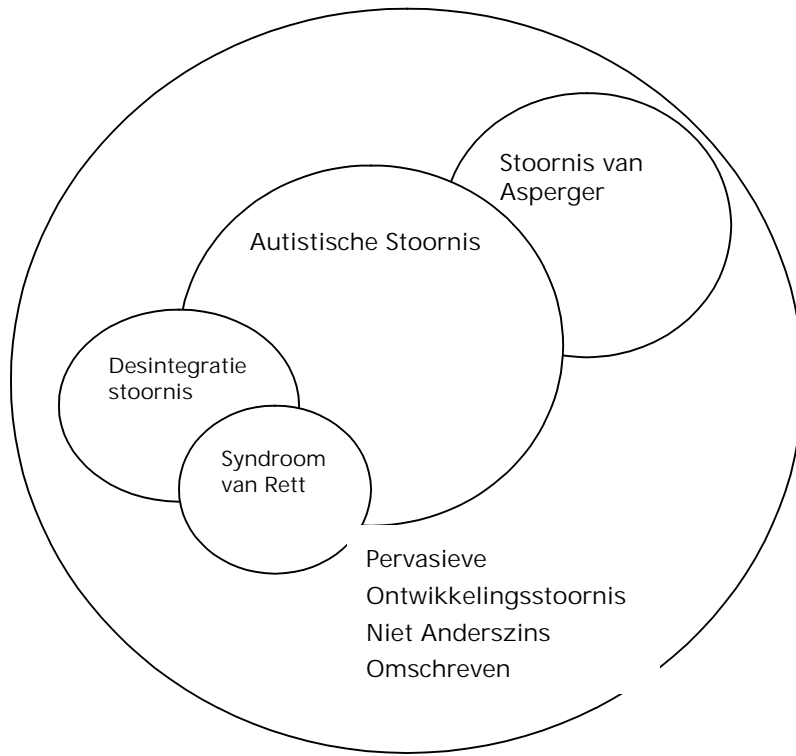 Stoornis van
Asperger
Autistische Stoornis
Desintegratie
stoornis
Syndroom
van Rett
Pervasieve
Ontwikkelingsstoornis
Niet Anderszins
Omschreven